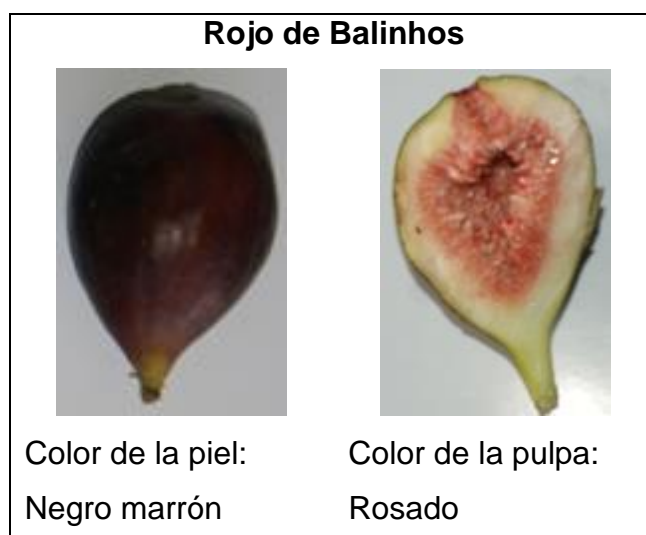 Rojo de Balinhos
Color de la piel:
Negro marrón
Color de la pulpa:
Rosado